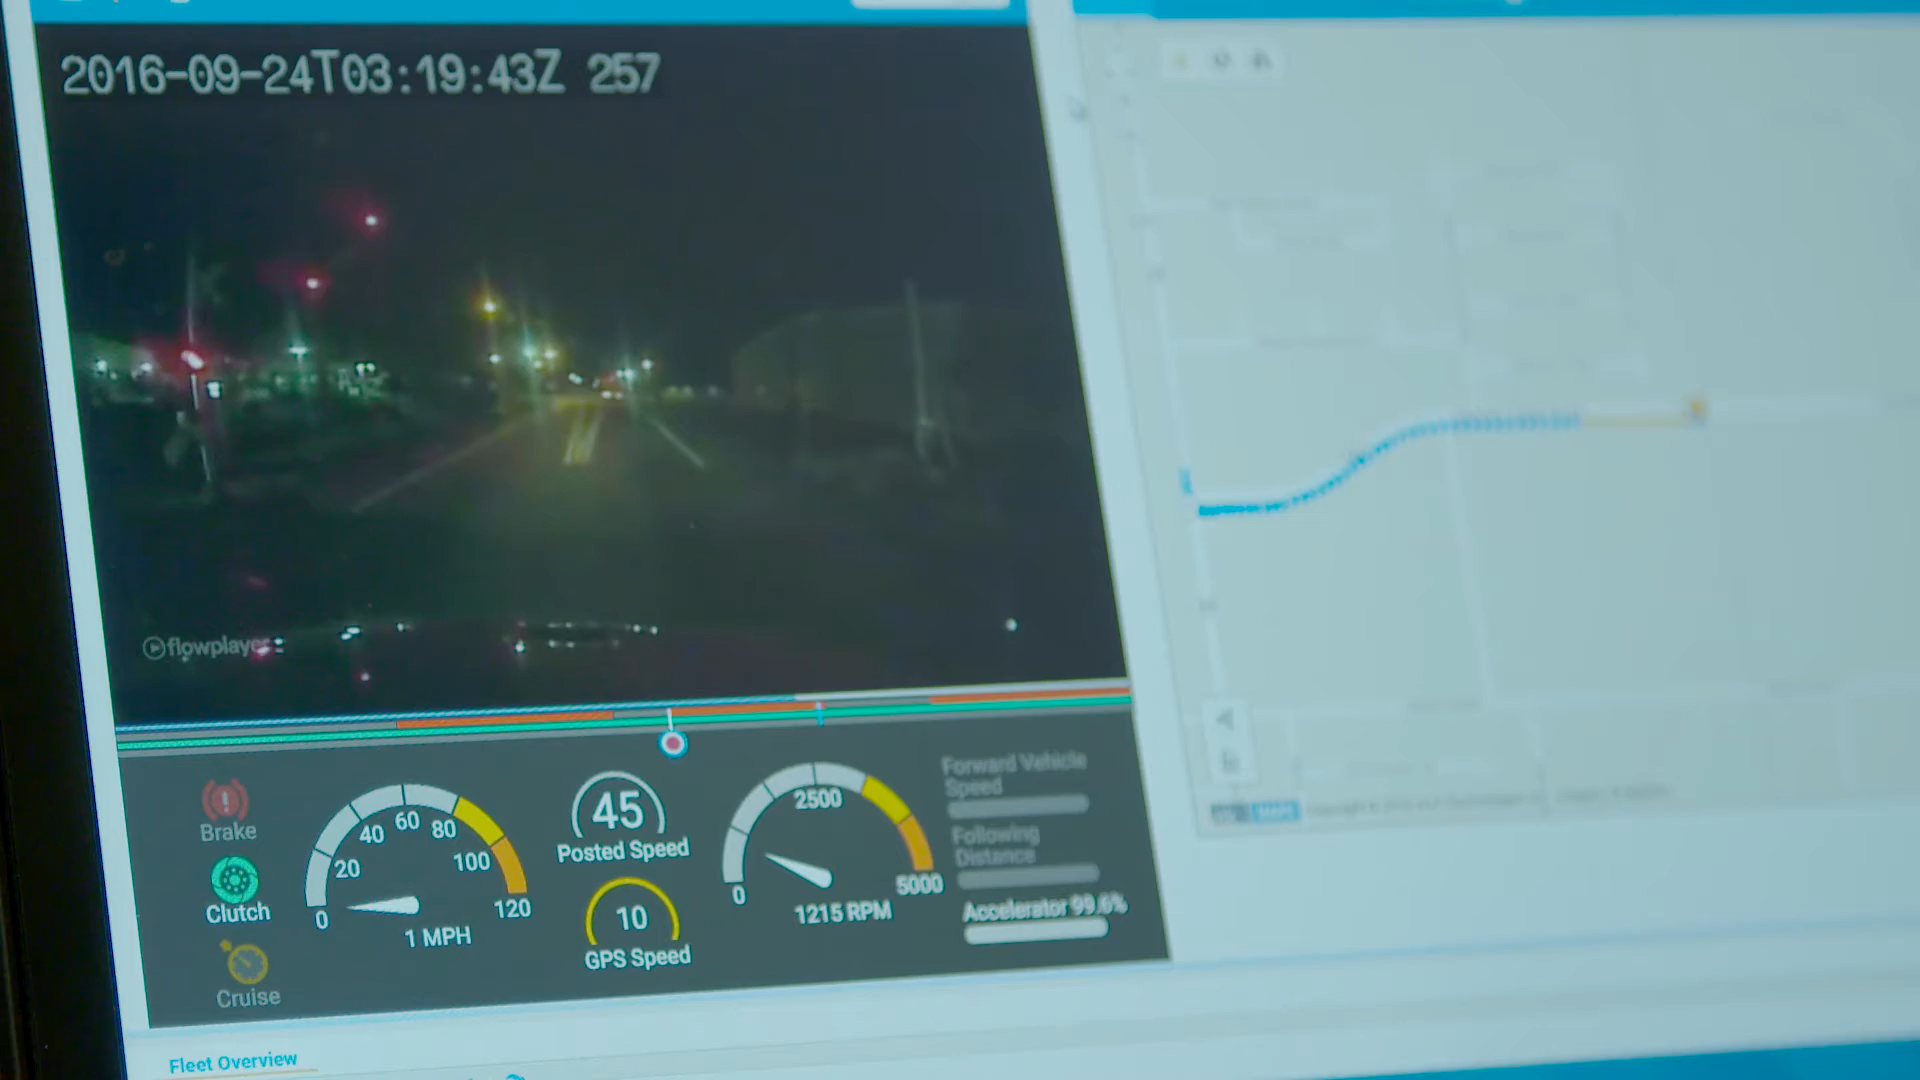 2016-09-24T03:19:43Z 257
flowplayer
Brake
Clutch
Cruise
0 20 40 60 80 100 120
1 MPH
45
Posted Speed
10
GPS Speed
0 2500 5000
1215 RPM
Forward Vehicle
Speed
Following
Distance
Accelerator 99.6%
Fleet Overview